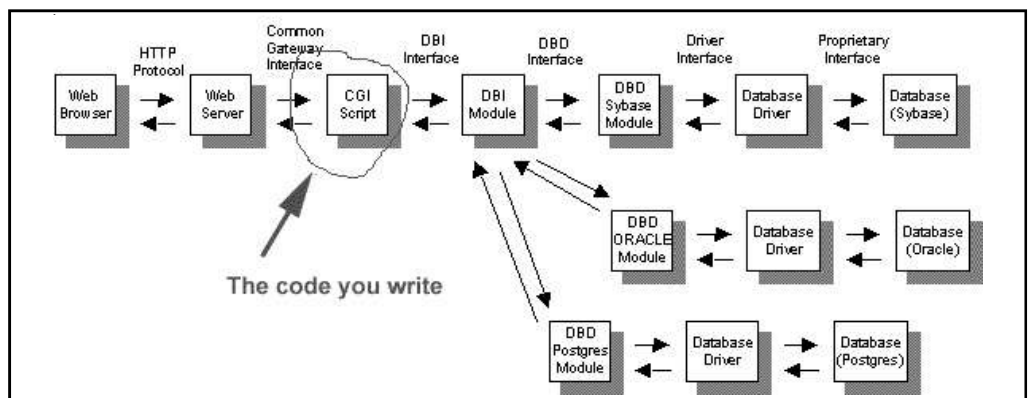 HTTP
Protocol
Common
Gateway
Interface
DBI
Interface
DBD
Interface
Driver
Interface
Proprietary
Interface
Web
Browser
Web
Server
CGI
Script
DBI
Module
DBD
Sybase
Module
Database
Driver
Database
(Sybase)
DBD
ORACLE
Module
Database
Driver
Database
(Oracle)
The code you write
DBD
Postgres
Module
Database
Driver
Database
(Postgres)